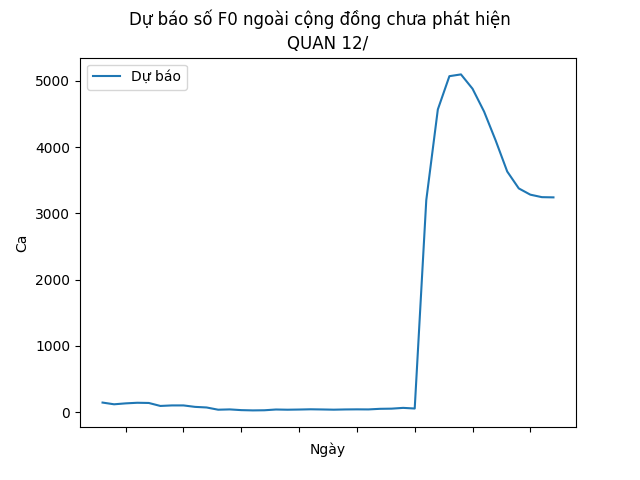 Dự báo số F0 ngoài cộng đồng chưa phát hiện
QUAN 12/
Dự báo
5000
4000
3000
2000
1000
0
Ca
Ngày